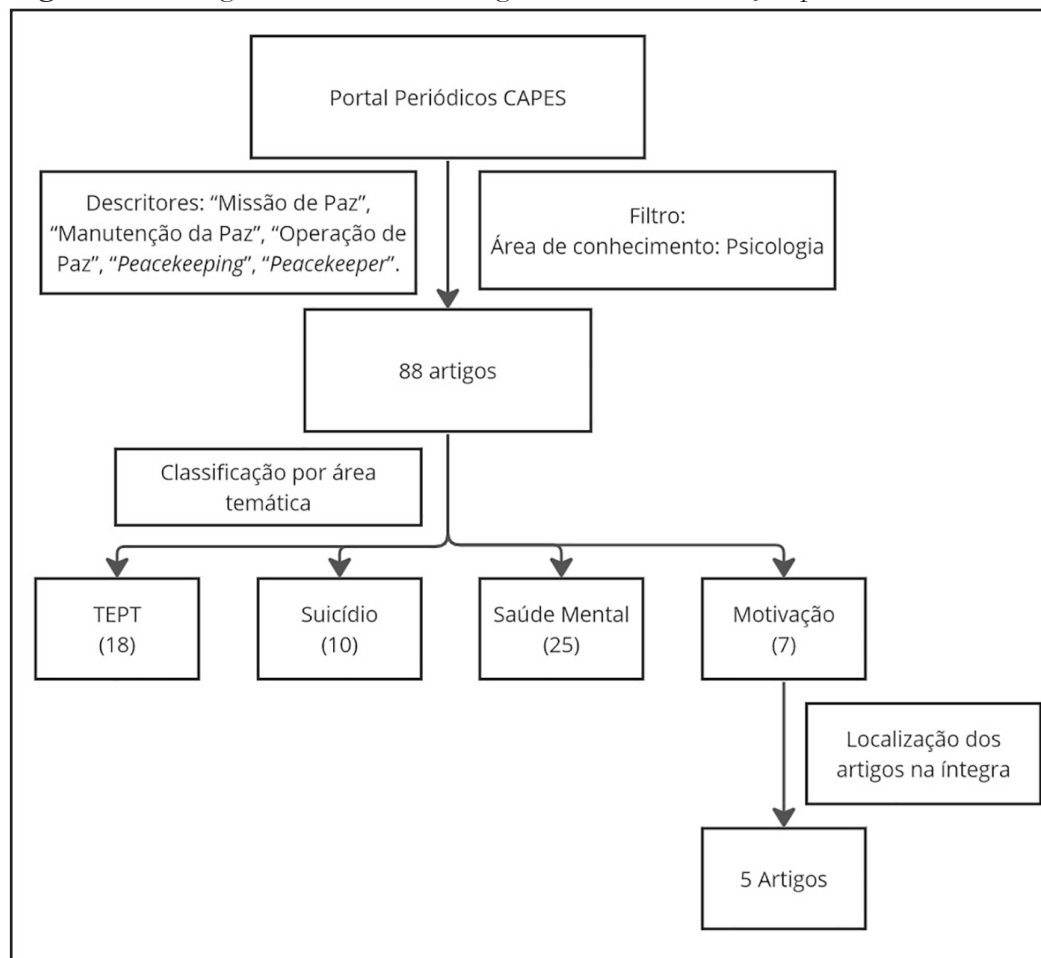 Portal Periódicos CAPES
Descritores: “Missão de Paz”,
“Manutenção da Paz”, “Operação de
Paz”, “Peacekeeping”, “Peacekeeper”.
Filtro:
Área de conhecimento: Psicologia
88 artigos
Classificação por área
temática
TEPT
(18)
Suicídio
(10)
Saúde Mental
(25)
Motivação
(7)
Localização dos
artigos na íntegra
5 Artigos